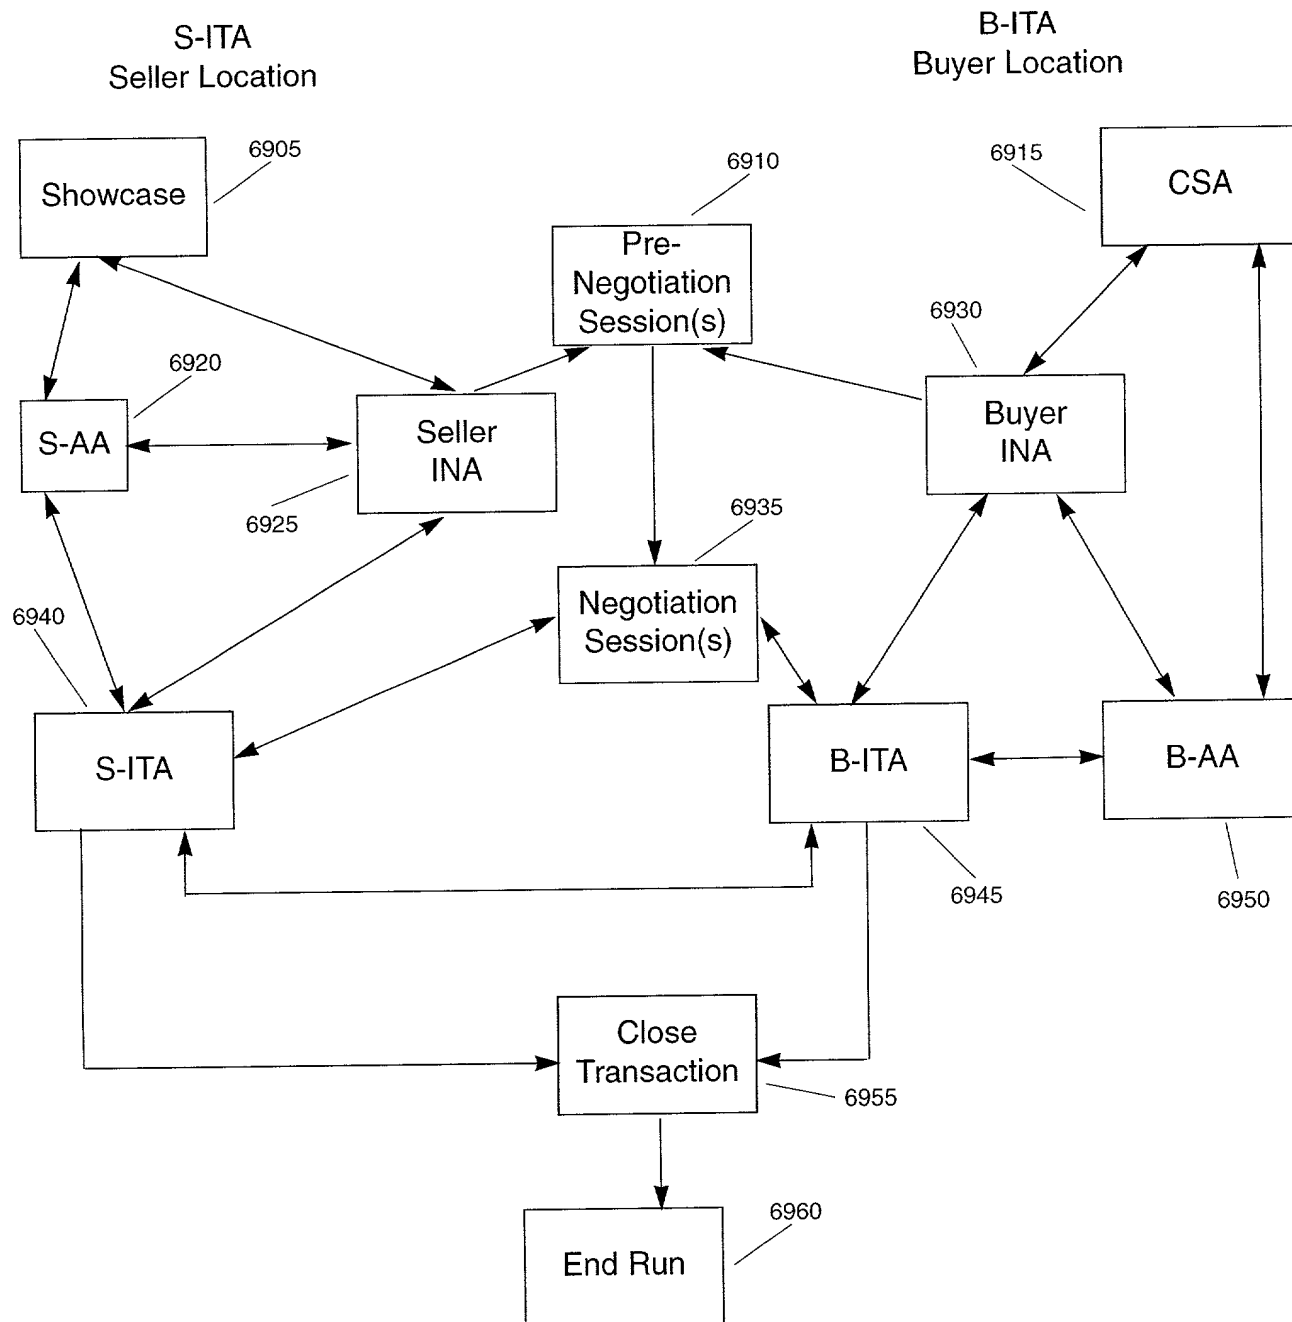 S-ITA
Seller Location
B-ITA
Buyer Location
6905
Showcase
6910
Pre-
Negotiation
Session(s)
6915
CSA
6920
S-AA
Seller
INA
6925
6930
Buyer
INA
6935
Negotiation
Session(s)
6940
S-ITA
B-ITA
6945
B-AA
6950
Close
Transaction
6955
6960
End Run